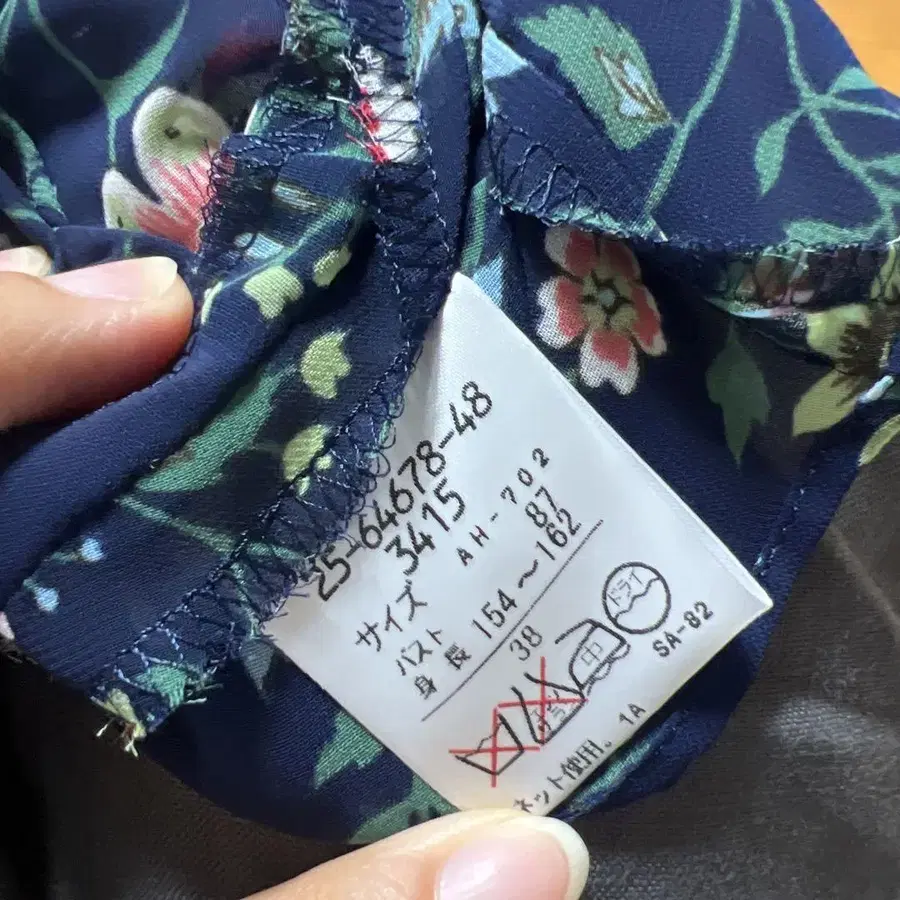 25-64678-48
3415
サイズ AH-702
バスト 87
身長 154～162
38
中
ドライ
ネット使用。 1A
SA-82